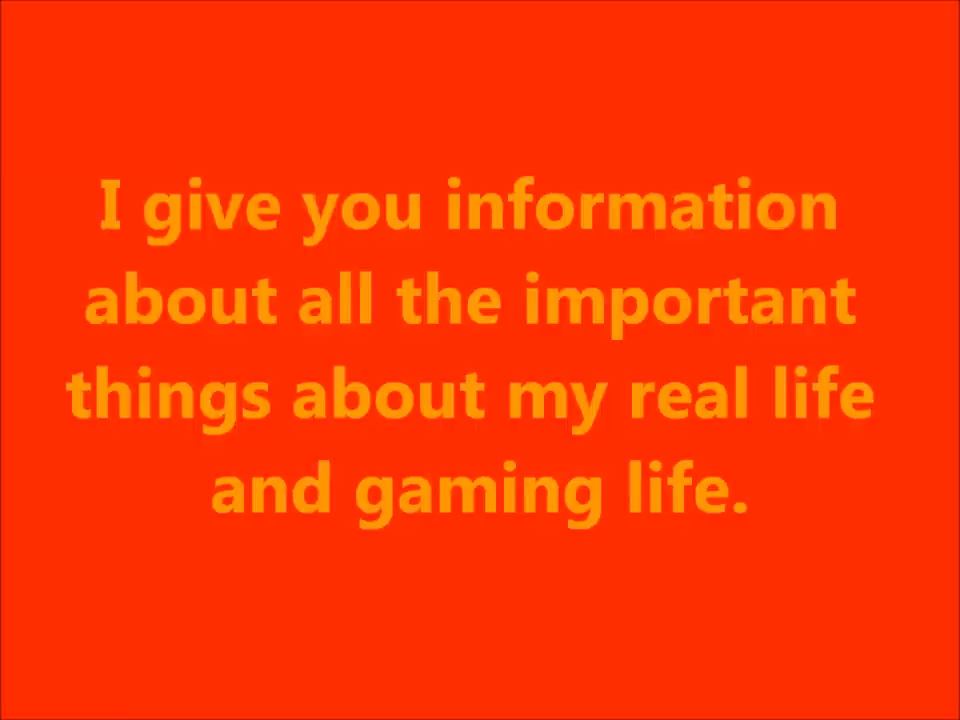 I give you information
about all the important
things about my real life
and gaming life.